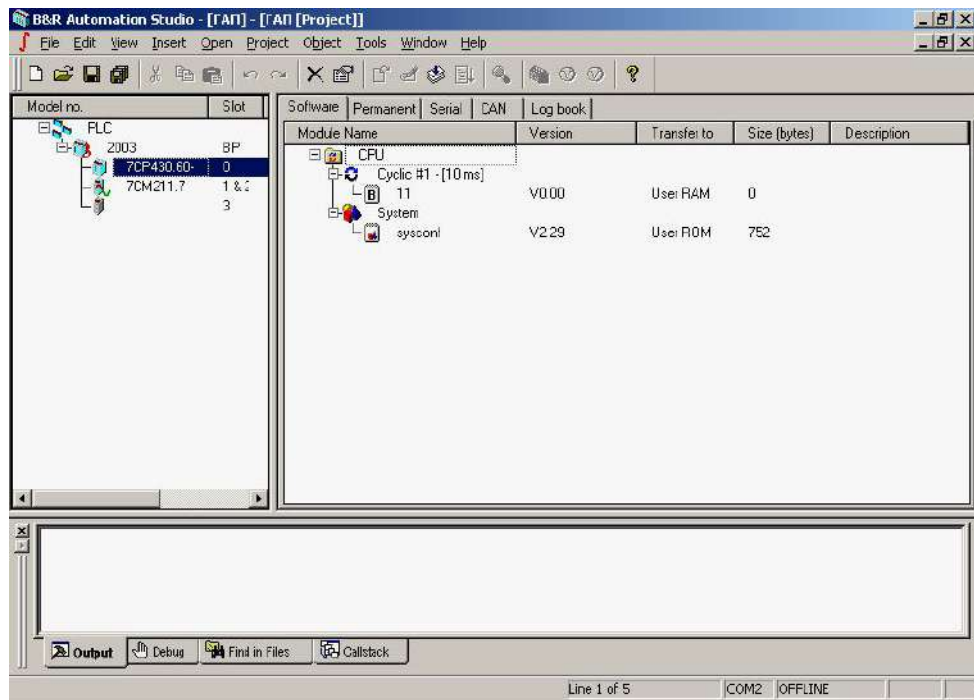 B&R Automation Studio - [ГАП] - [ГАП [Project]]
File Edit View Insert Open Project Object Tools Window Help
Model no. Slot
PLC
2003 BP
7CP430.60- 0
7CM211.7 1 & 2
3
Software Permanent Serial CAN Log book
Module Name Version Transfer to Size (bytes) Description
CPU
Cyclic #1 - [10 ms]
11 V0.00 User RAM 0
System
sysconf V2.29 User ROM 752
Output Debug Find in Files Callstack
Line 1 of 5 COM2 OFFLINE